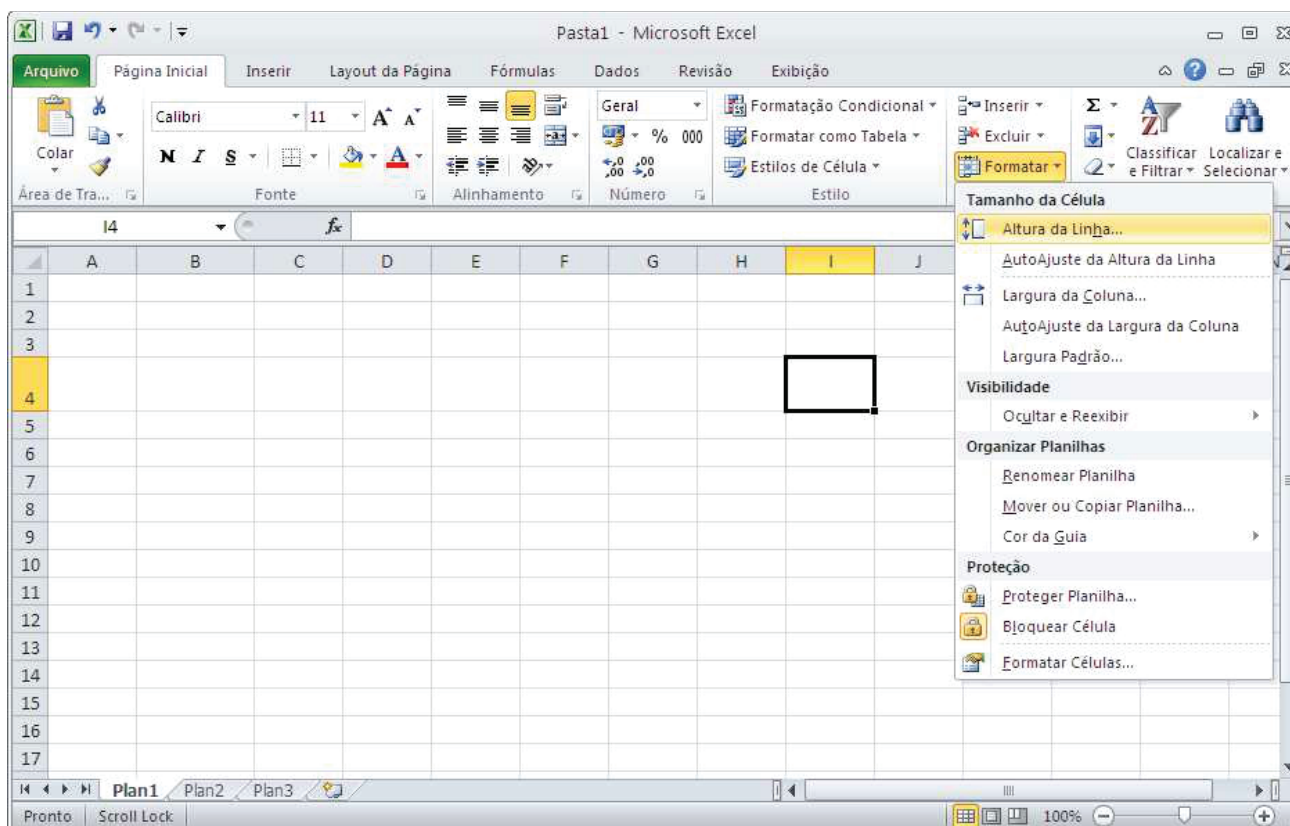 Pasta1 - Microsoft Excel
Arquivo Página Inicial Inserir Layout da Página Fórmulas Dados Revisão Exibição
Calibri 11 A A Geral Formatação Condicional Inserir Σ
% 000 Formatar como Tabela Excluir
Colar N I S A ,00 ,00 Estilos de Célula Formatar Classificar e Filtrar Localizar e Selecionar
Área de Tra... Fonte Alinhamento Número Estilo
I4 fx
A B C D E F G H I J
1
2
3
4
5
6
7
8
9
10
11
12
13
14
15
16
17
Tamanho da Célula
Altura da Linha...
AutoAjuste da Altura da Linha
Largura da Coluna...
AutoAjuste da Largura da Coluna
Largura Padrão...
Visibilidade
Ocultar e Reexibir
Organizar Planilhas
Renomear Planilha
Mover ou Copiar Planilha...
Cor da Guia
Proteção
Proteger Planilha...
Bloquear Célula
Formatar Células...
Plan1 Plan2 Plan3
Pronto Scroll Lock 100%